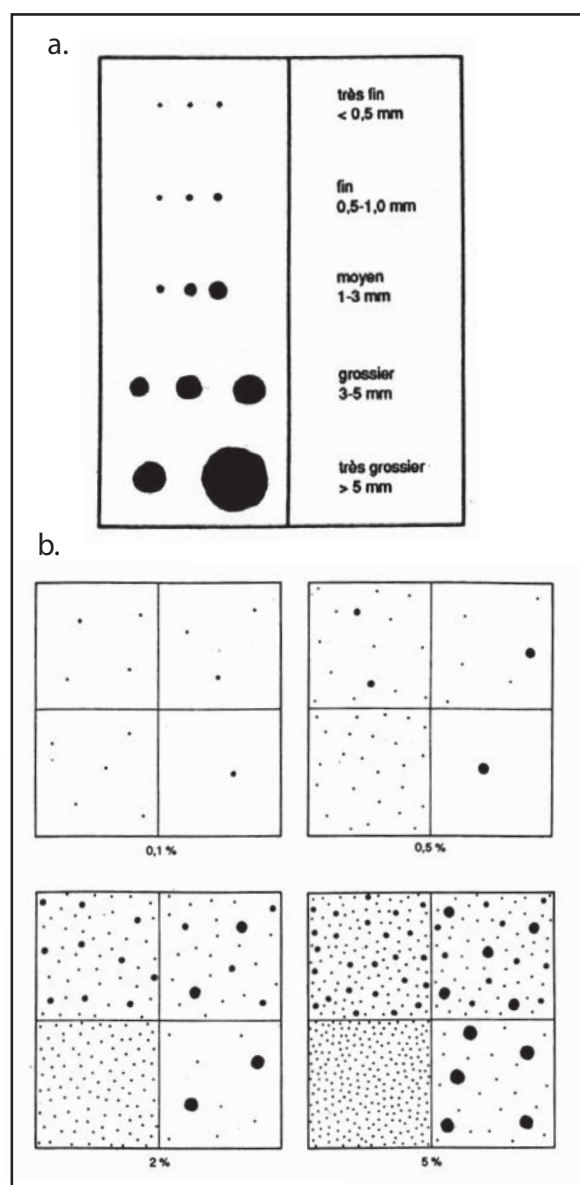 a.
très fin
< 0,5 mm
fin
0,5-1,0 mm
moyen
1-3 mm
grossier
3-5 mm
très grossier
> 5 mm
b.
0,1 %
0,5 %
2 %
5 %